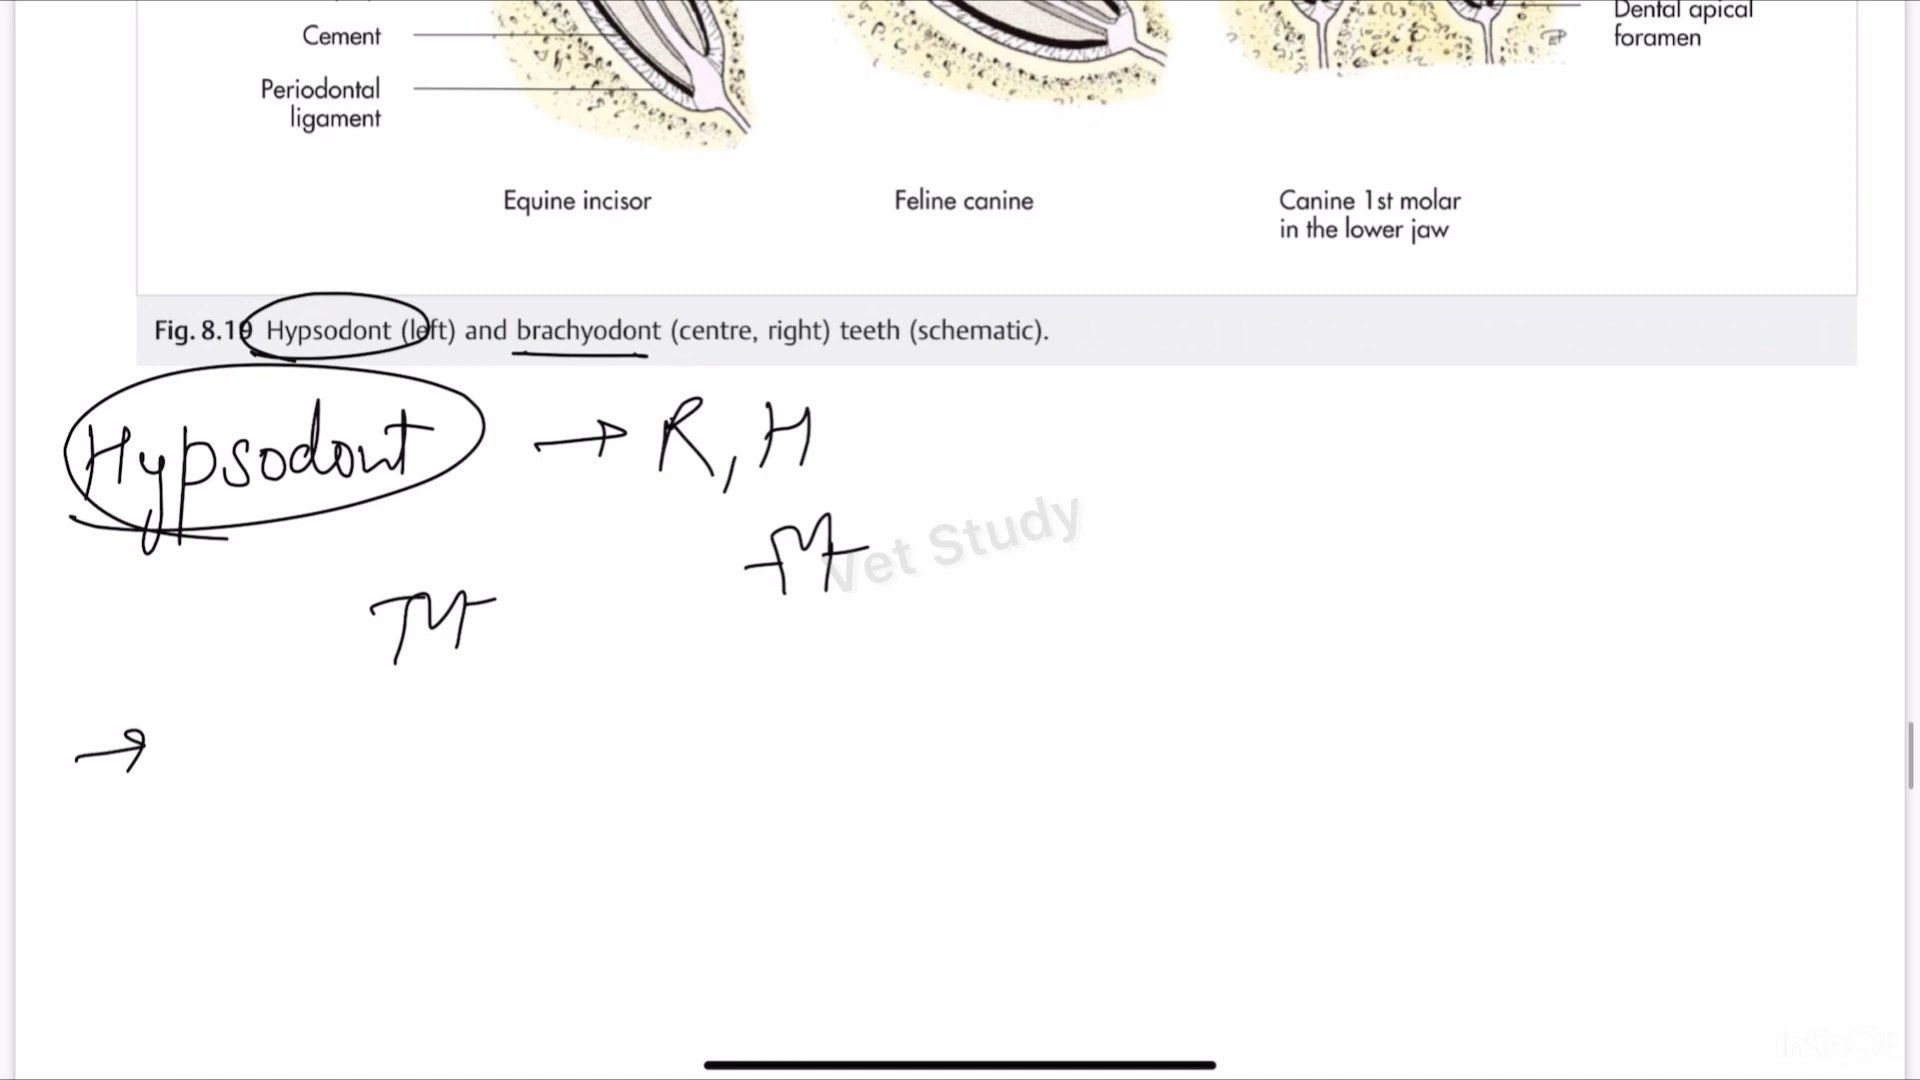 Cement
Dental apical
foramen
Periodontal
ligament
Equine incisor
Feline canine
Canine 1st molar
in the lower jaw
Fig. 8.10 Hypsodont (left) and brachyodont (centre, right) teeth (schematic).
Hypsodont → R, H
Vet Study
→